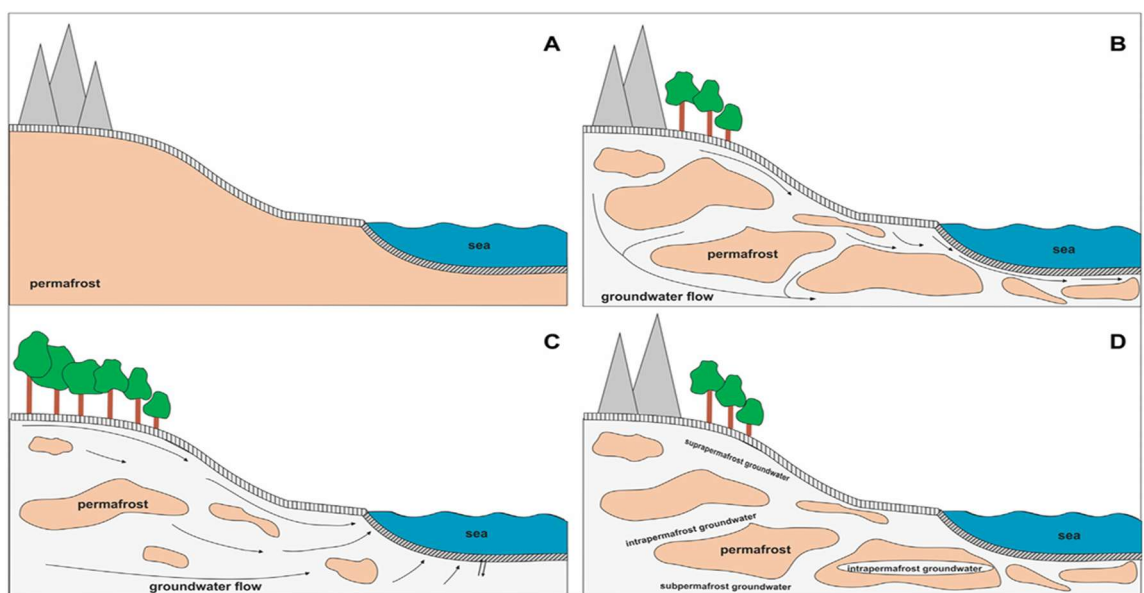 A
sea
permafrost
B
permafrost
sea
groundwater flow
C
permafrost
sea
groundwater flow
D
suprapermafrost groundwater
intrapermafrost groundwater
permafrost
sea
intrapermafrost groundwater
subpermafrost groundwater